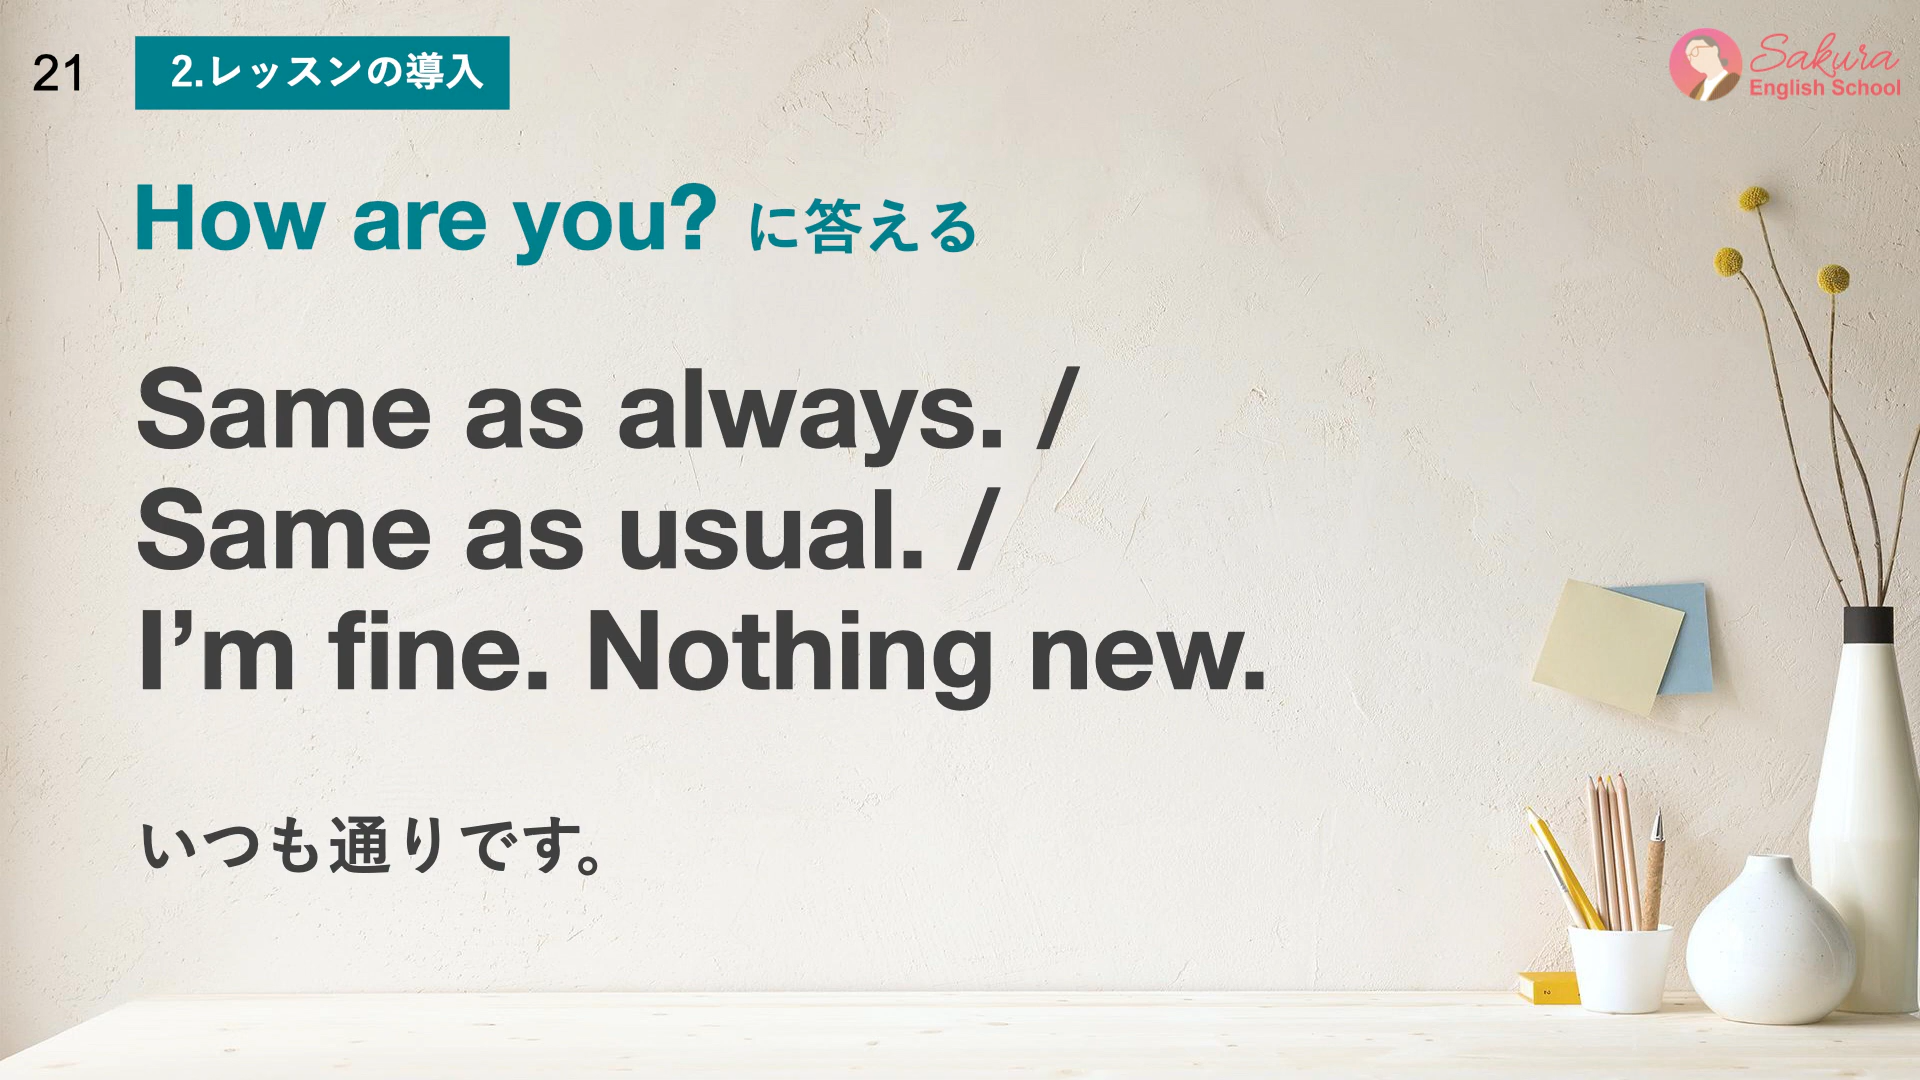 21
2.レッスンの導入
Sakura
English School
How are you? に答える
Same as always. /
Same as usual. /
I’m fine. Nothing new.
いつも通りです。